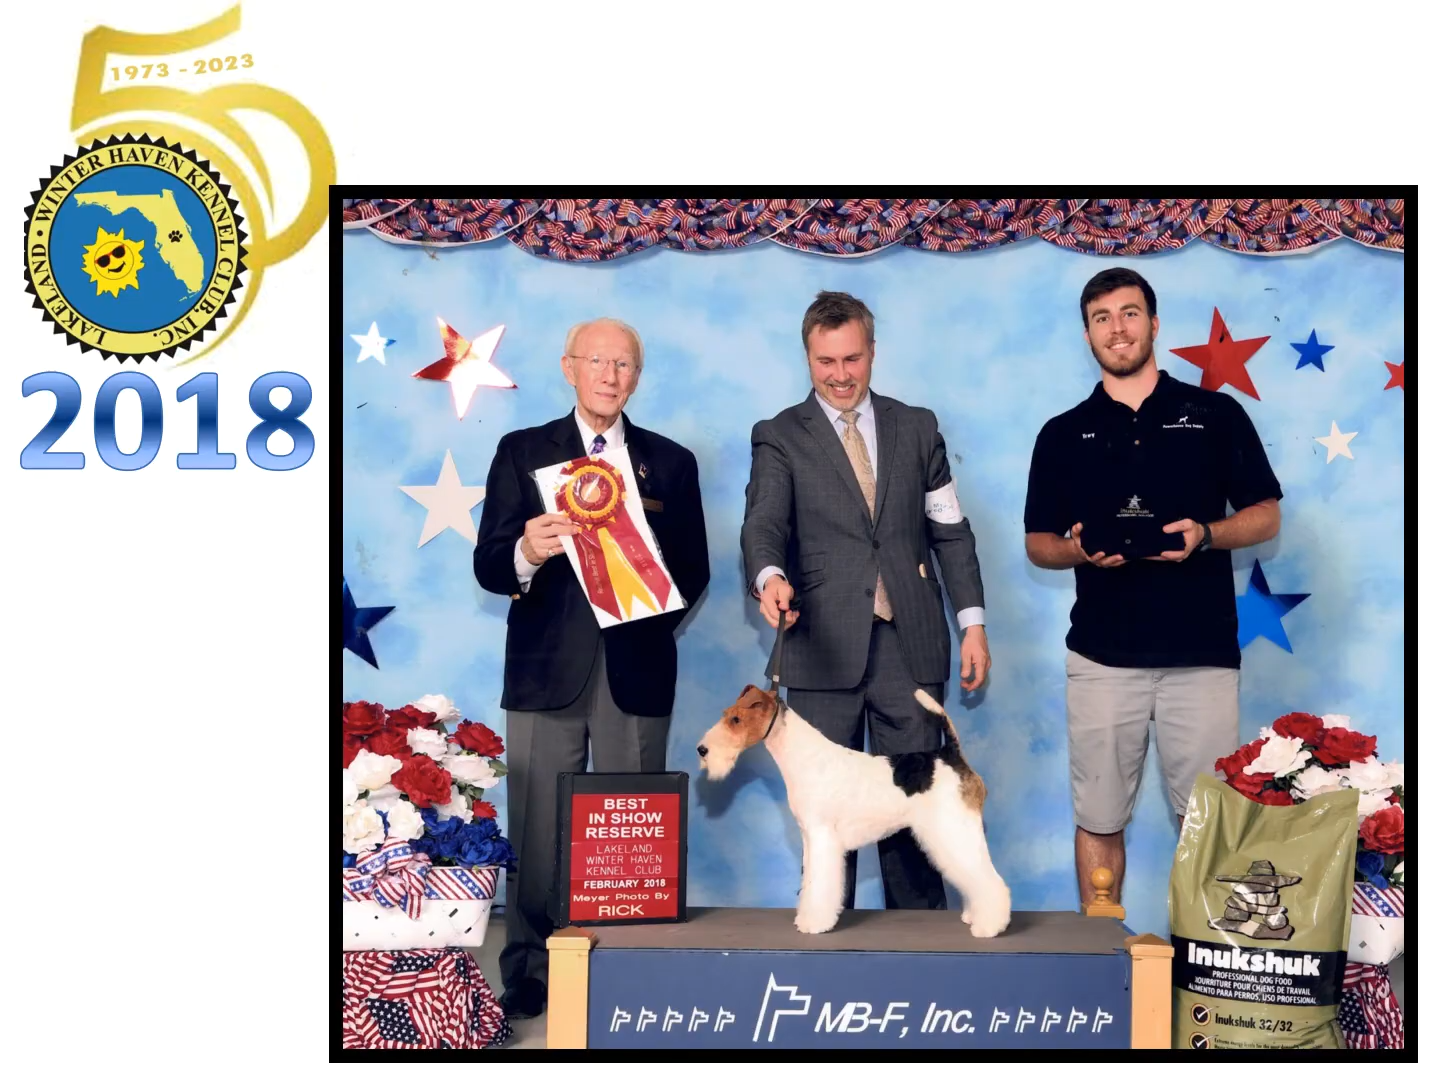 1973 - 2023
LAKELAND · WINTER HAVEN KENNEL CLUB, INC.
2018
Trey
BEST
IN SHOW
RESERVE
LAKELAND
WINTER HAVEN
KENNEL CLUB
FEBRUARY 2018
Meyer Photo By
RICK
MB-F, Inc.
Inukshuk
PROFESSIONAL DOG FOOD
NOURRITURE POUR CHIENS DE TRAVAIL
ALIMENTO PARA PERROS, USO PROFESIONAL
Inukshuk 32/32